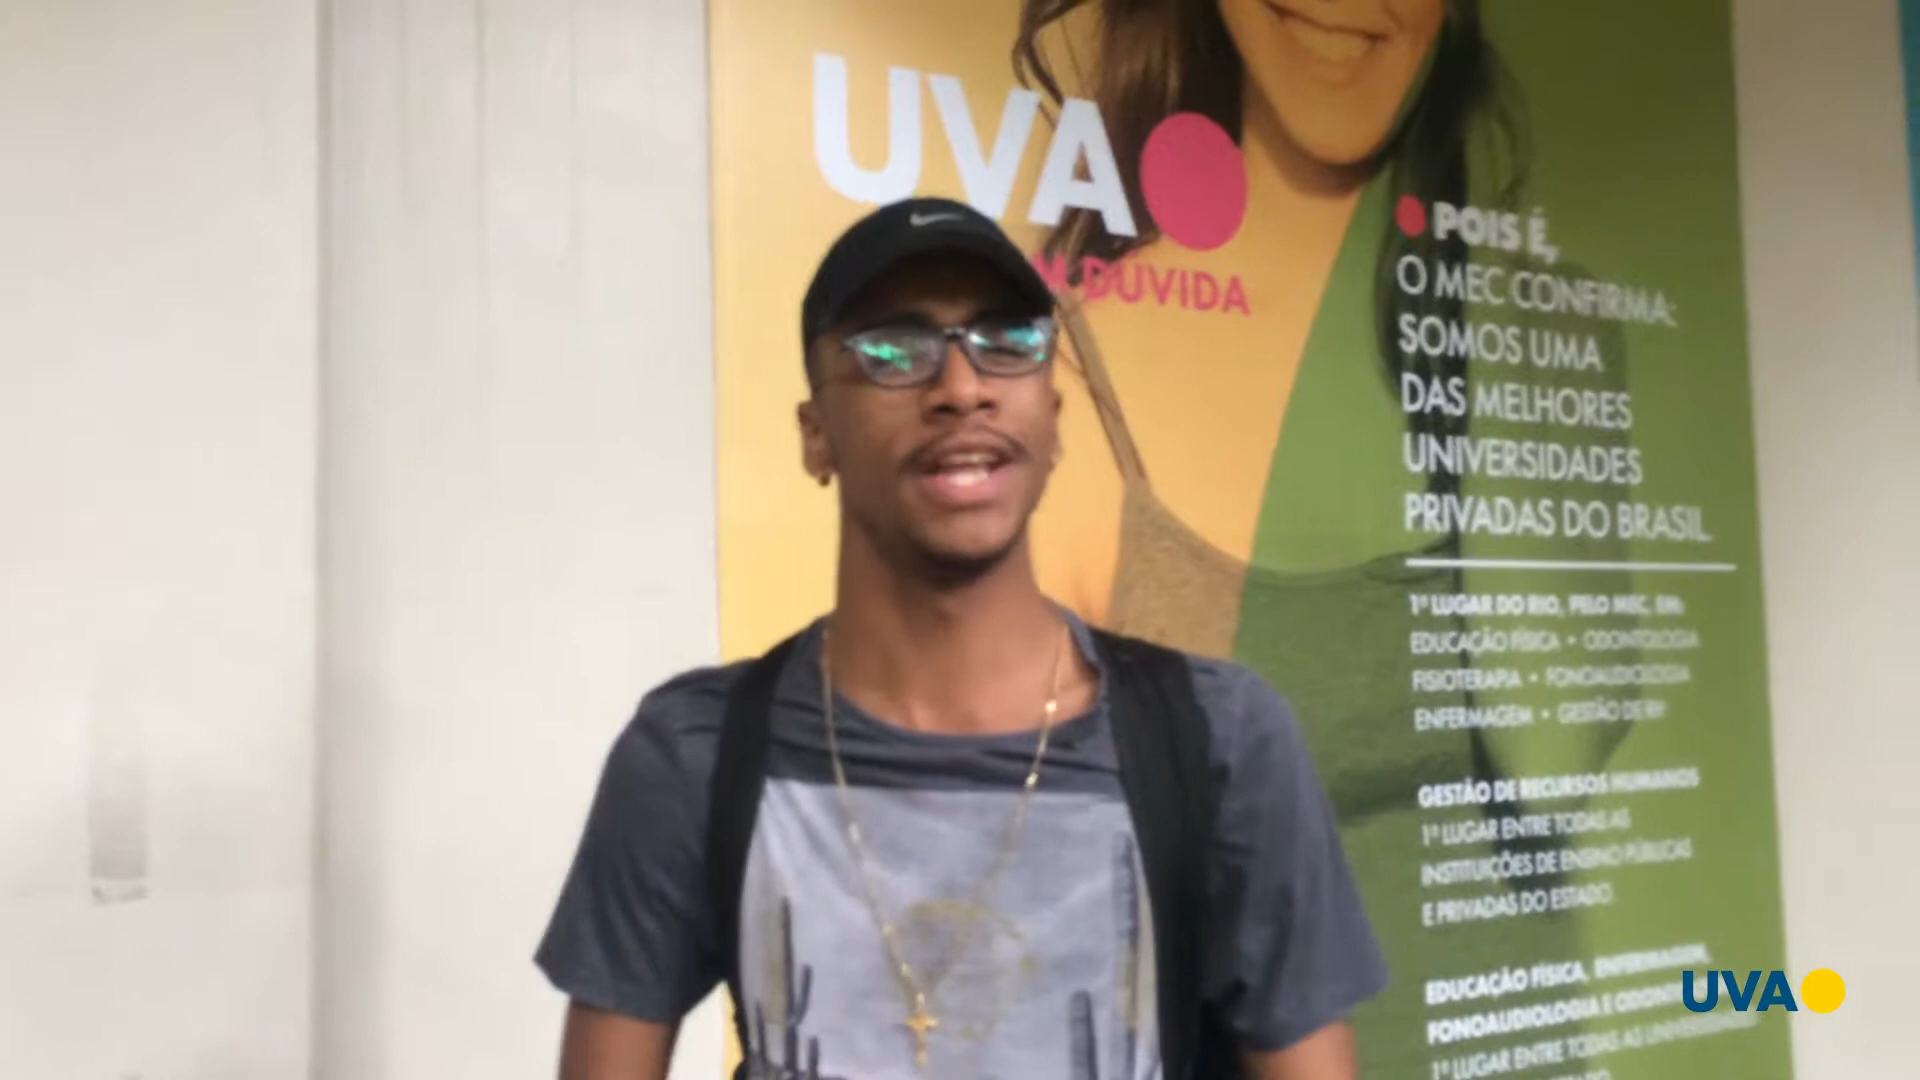 UVA
DÚVIDA
POIS É,
O MEC CONFIRMA:
SOMOS UMA
DAS MELHORES
UNIVERSIDADES
PRIVADAS DO BRASIL
1º LUGAR DO RIO, PELO MEC, EM:
EDUCAÇÃO FÍSICA • ODONTOLOGIA
FISIOTERAPIA • FONOAUDIOLOGIA
ENFERMAGEM • GESTÃO DE RH
GESTÃO DE RECURSOS HUMANOS
1º LUGAR ENTRE TODAS AS
INSTITUIÇÕES DE ENSINO PÚBLICAS
E PRIVADAS DO ESTADO
EDUCAÇÃO FÍSICA, ENFERMAGEM,
FONOAUDIOLOGIA E
1º LUGAR ENTRE TODAS AS
UVA